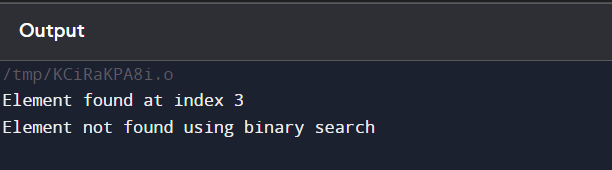 Output
/tmp/KCiRaKPA8i.o
Element found at index 3
Element not found using binary search